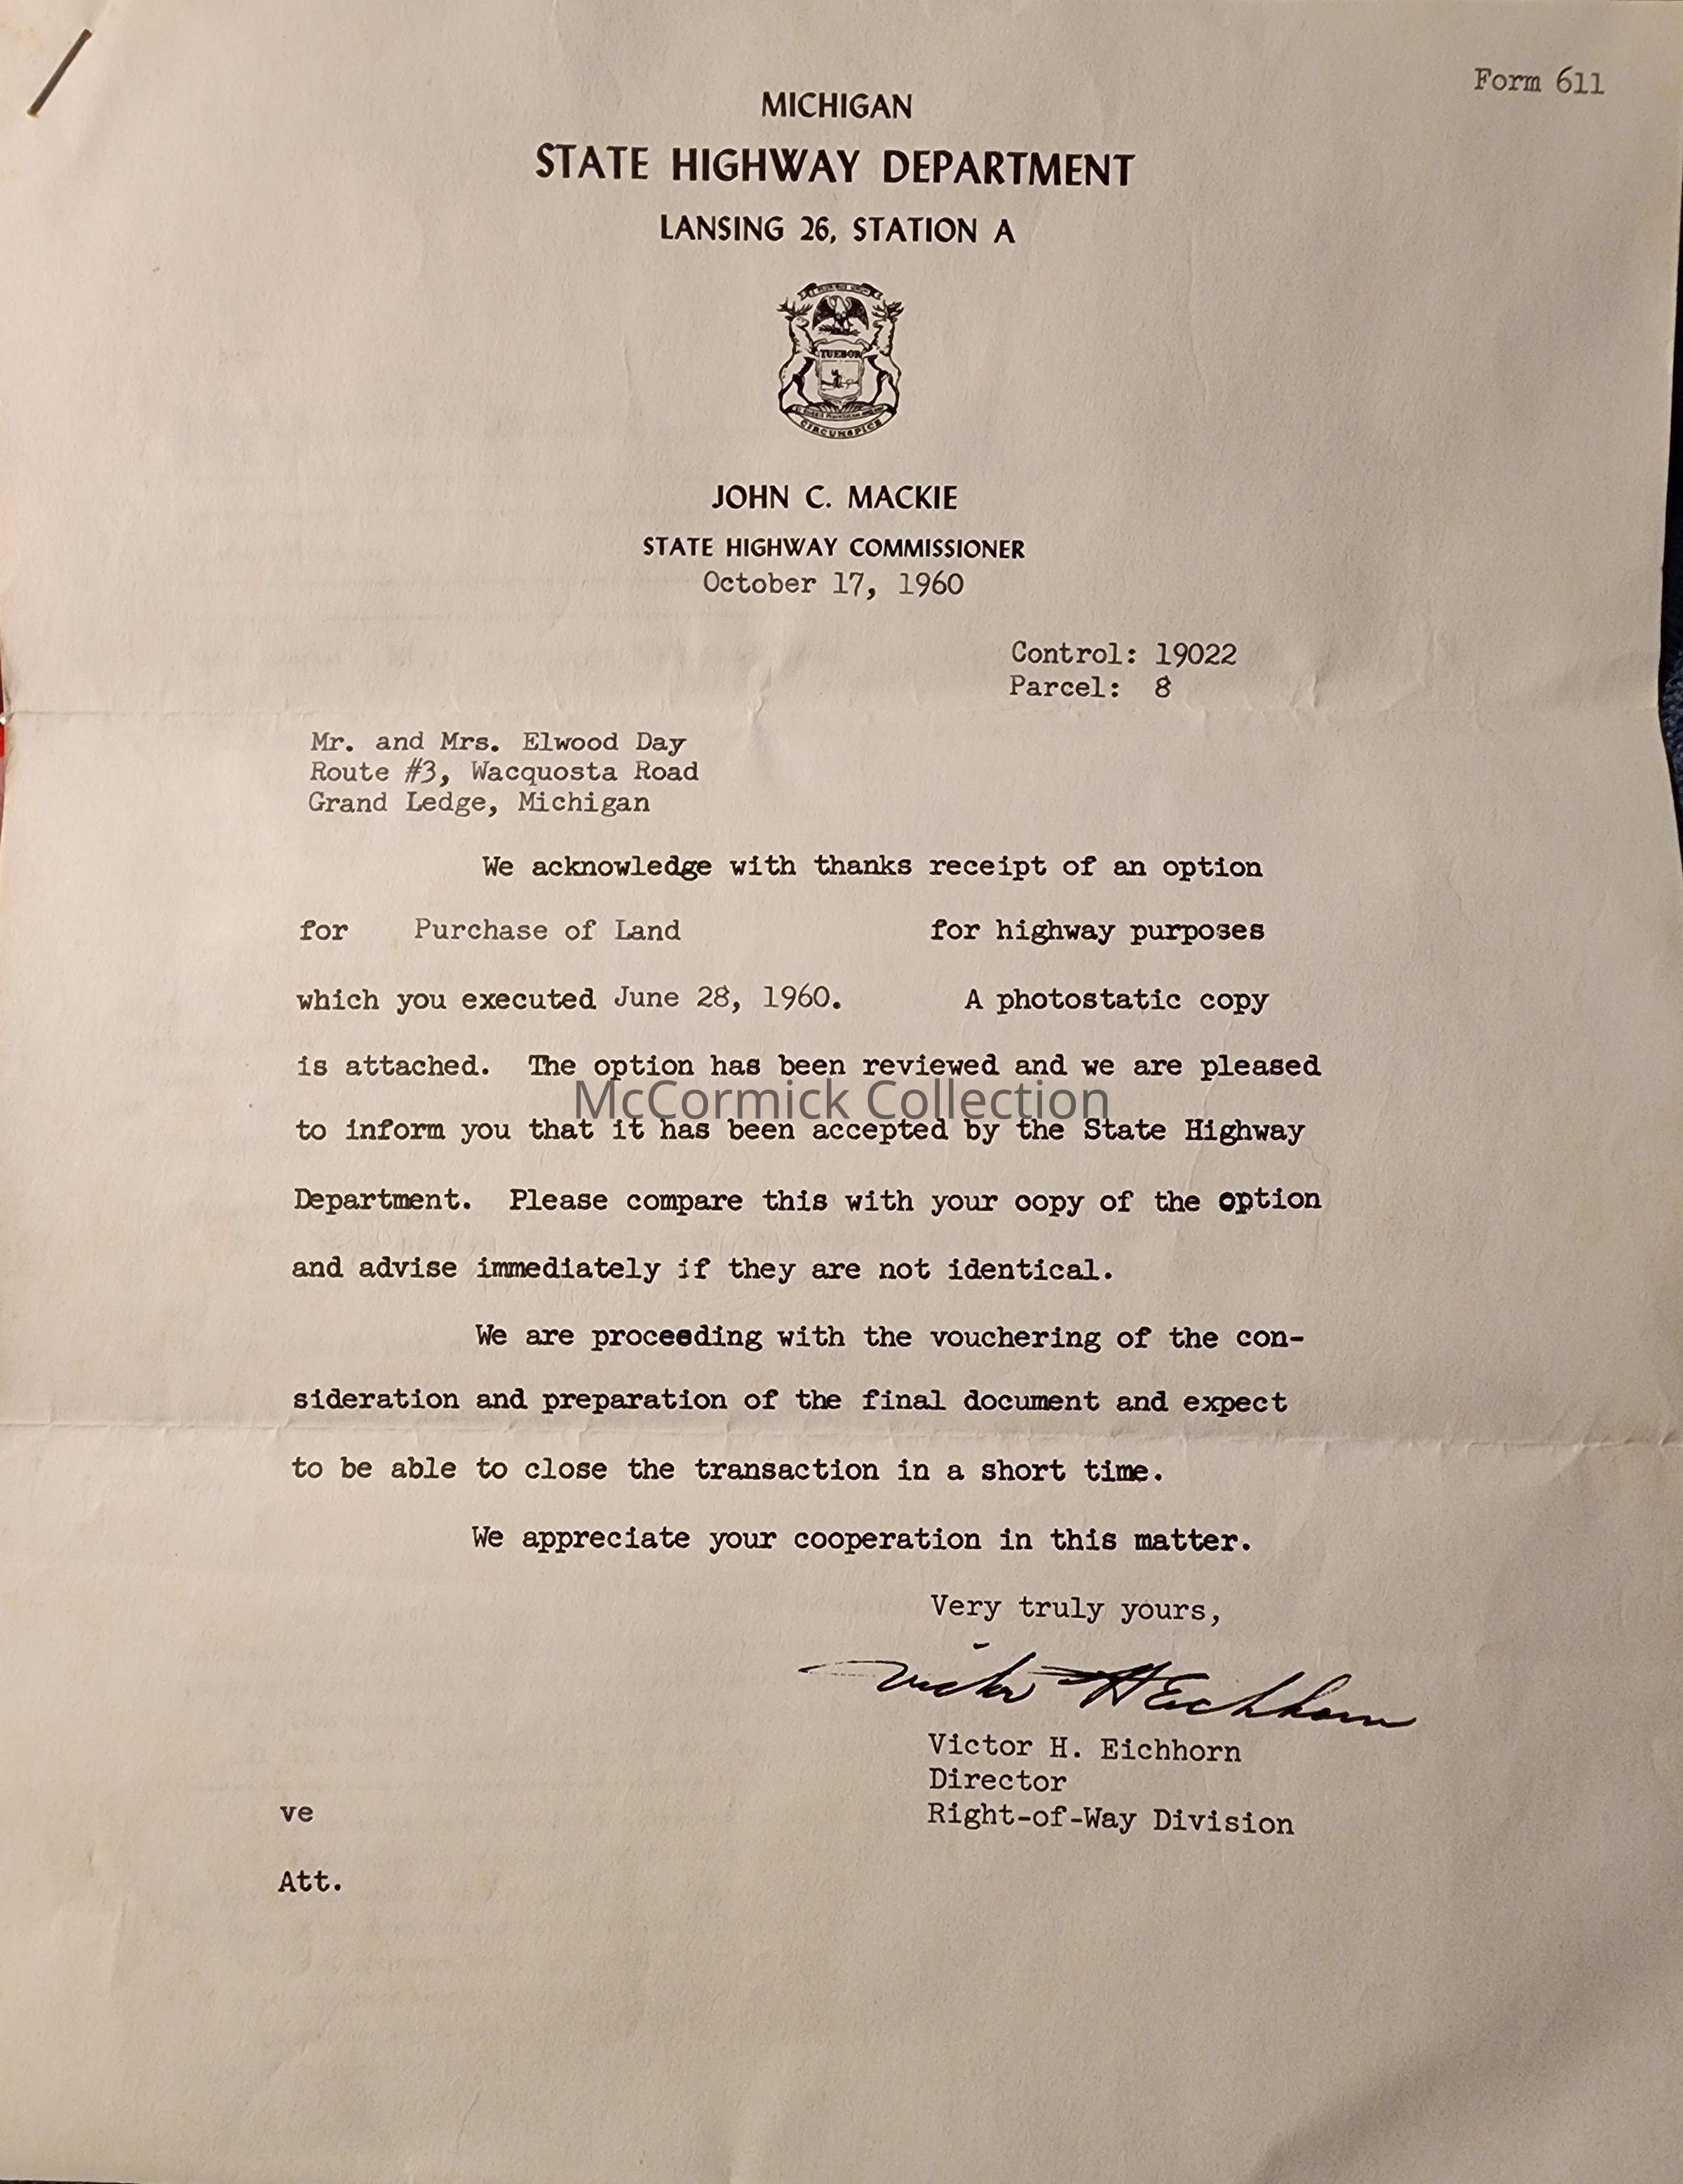 Form 611
MICHIGAN
STATE HIGHWAY DEPARTMENT
LANSING 26, STATION A
TUEBOR
CIRCUMSPICE
JOHN C. MACKIE
STATE HIGHWAY COMMISSIONER
October 17, 1960
Control: 19022
Parcel: 8
Mr. and Mrs. Elwood Day
Route #3, Wacquosta Road
Grand Ledge, Michigan
We acknowledge with thanks receipt of an option
for Purchase of Land for highway purposes
which you executed June 28, 1960. A photostatic copy
is attached. The option has been reviewed and we are pleased
McCormick Collection
to inform you that it has been accepted by the State Highway
Department. Please compare this with your copy of the option
and advise immediately if they are not identical.
We are proceeding with the vouchering of the con-
sideration and preparation of the final document and expect
to be able to close the transaction in a short time.
We appreciate your cooperation in this matter.
Very truly yours,
Victor H Eichhorn
Victor H. Eichhorn
Director
Right-of-Way Division
ve
Att.